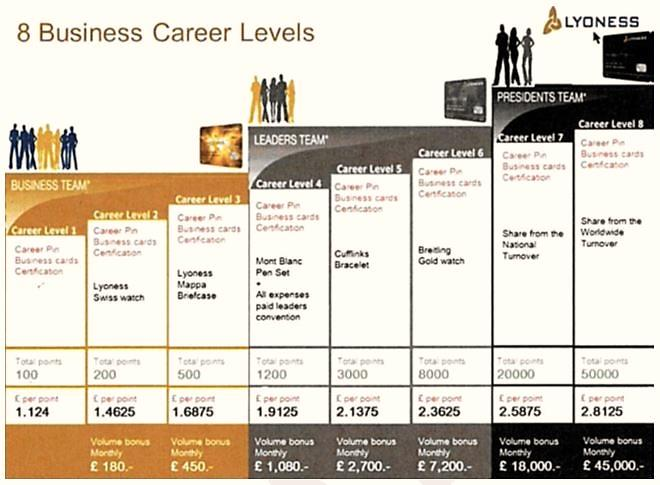 8 Business Career Levels
LYONESS
BUSINESS TEAM*
LEADERS TEAM*
PRESIDENTS TEAM*
Career Level 1
Career Pin
Business cards
Certification
Career Level 2
Career Pin
Business cards
Certification
Lyoness
Swiss watch
Career Level 3
Career Pin
Business cards
Certification
Lyoness
Mappa
Briefcase
Career Level 4
Career Pin
Business cards
Certification
Mont Blanc
Pen Set
+
All expenses
paid leaders
convention
Career Level 5
Career Pin
Business cards
Certification
Cufflinks
Bracelet
Career Level 6
Career Pin
Business cards
Certification
Breitling
Gold watch
Career Level 7
Career Pin
Business cards
Certification
Share from the
National
Turnover
Career Level 8
Career Pin
Business cards
Certification
Share from the
Worldwide
Turnover
Total points
100
Total points
200
Total points
500
Total points
1200
Total points
3000
Total points
8000
Total points
20000
Total points
50000
£ per point
1.124
£ per point
1.4625
£ per point
1.6875
£ per point
1.9125
£ per point
2.1375
£ per point
2.3625
£ per point
2.5875
£ per point
2.8125
Volume bonus
Monthly
£ 180.-
Volume bonus
Monthly
£ 450.-
Volume bonus
Monthly
£ 1,080.-
Volume bonus
Monthly
£ 2,700.-
Volume bonus
Monthly
£ 7,200.-
Volume bonus
Monthly
£ 18,000.-
Volume bonus
Monthly
£ 45,000.-